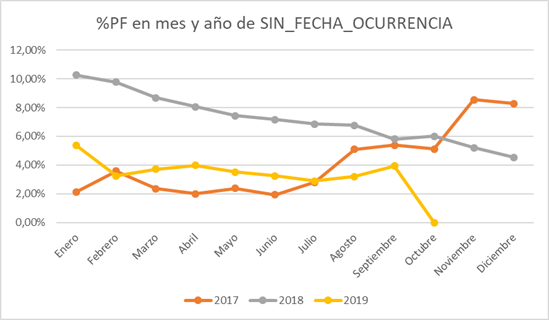 %PF en mes y año de SIN_FECHA_OCURRENCIA
12,00%
10,00%
8,00%
6,00%
4,00%
2,00%
0,00%
Enero
Febrero
Marzo
Abril
Mayo
Junio
Julio
Agosto
Septiembre
Octubre
Noviembre
Diciembre
2017 2018 2019